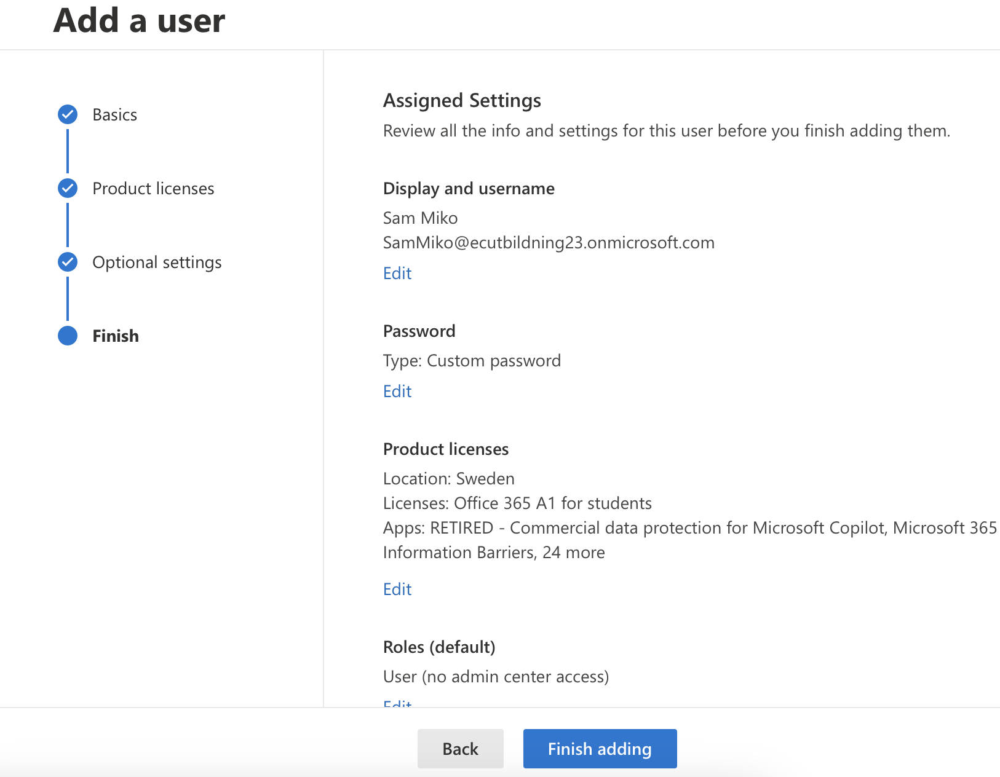 Add a user
Basics
Product licenses
Optional settings
Finish
Assigned Settings
Review all the info and settings for this user before you finish adding them.
Display and username
Sam Miko
SamMiko@ecutbildning23.onmicrosoft.com
Edit
Password
Type: Custom password
Edit
Product licenses
Location: Sweden
Licenses: Office 365 A1 for students
Apps: RETIRED - Commercial data protection for Microsoft Copilot, Microsoft 365
Information Barriers, 24 more
Edit
Roles (default)
User (no admin center access)
Edit
Back
Finish adding